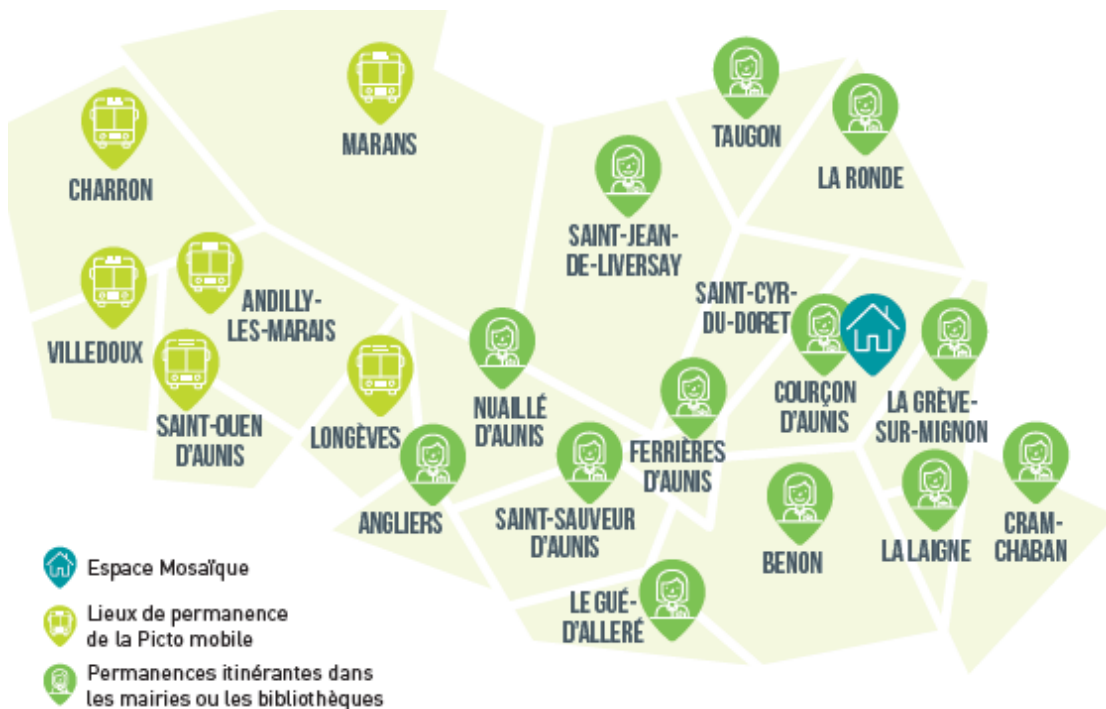 TAUGON
MARANS
LA RONDE
CHARRON
SAINT-JEAN-
DE-LIVERSAY
SAINT-CYR-
DU-DORET
ANDILLY-
LES-MARAIS
VILLEDOUX
COURÇON
D'AUNIS
LA GRÈVE-
SUR-MIGNON
NUAILLÉ
D'AUNIS
SAINT-OUEN
D'AUNIS
LONGÈVES
FERRIÈRES
D'AUNIS
ANGLIERS
SAINT-SAUVEUR
D'AUNIS
BENON
LA LAIGNE
CRAM-
CHABAN
LE GUÉ-
D'ALLERÉ
Espace Mosaïque
Lieux de permanence
de la Picto mobile
Permanences itinérantes dans
les mairies ou les bibliothèques